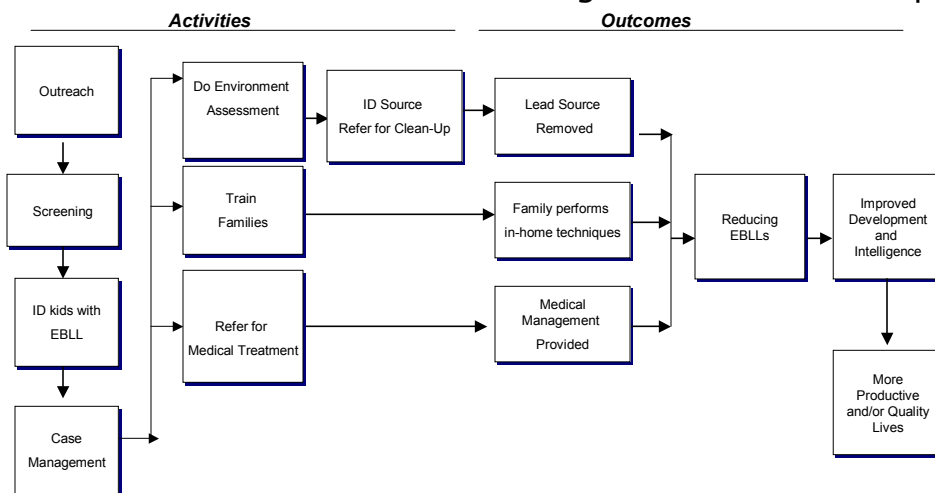 Activities
Outcomes
Outreach
Screening
ID kids with
EBLL
Case
Management
Do Environment
Assessment
Train
Families
Refer for
Medical Treatment
ID Source
Refer for Clean-Up
Lead Source
Removed
Family performs
in-home techniques
Medical
Management
Provided
Reducing
EBLLs
Improved
Development
and
Intelligence
More
Productive
and/or Quality
Lives